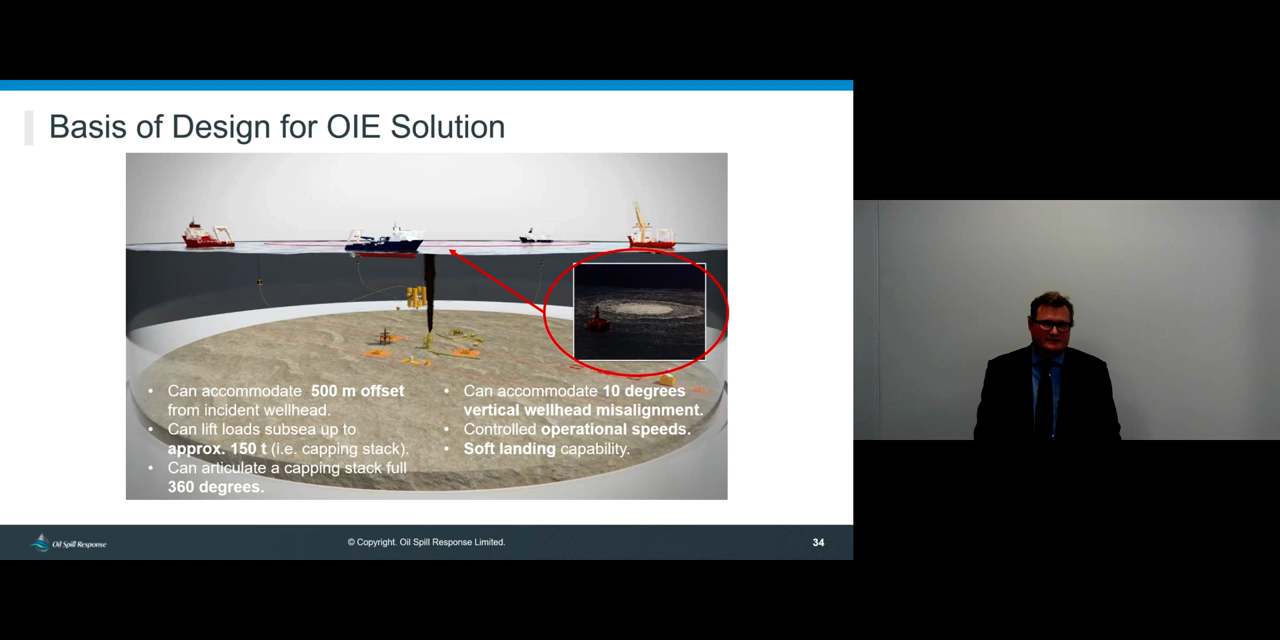 Basis of Design for OIE Solution
• Can accommodate 500 m offset
from incident wellhead.
• Can lift loads subsea up to
approx. 150 t (i.e. capping stack).
• Can articulate a capping stack full
360 degrees.
• Can accommodate 10 degrees
vertical wellhead misalignment.
• Controlled operational speeds.
• Soft landing capability.
Oil Spill Response
© Copyright. Oil Spill Response Limited.
34